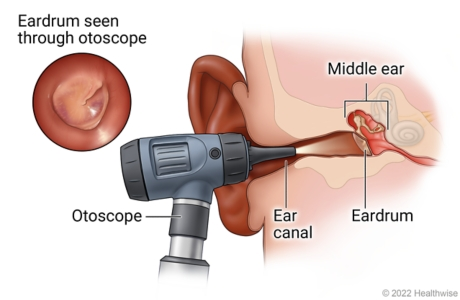 Eardrum seen
through otoscope
Middle ear
Otoscope
Ear
canal
Eardrum
© 2022 Healthwise